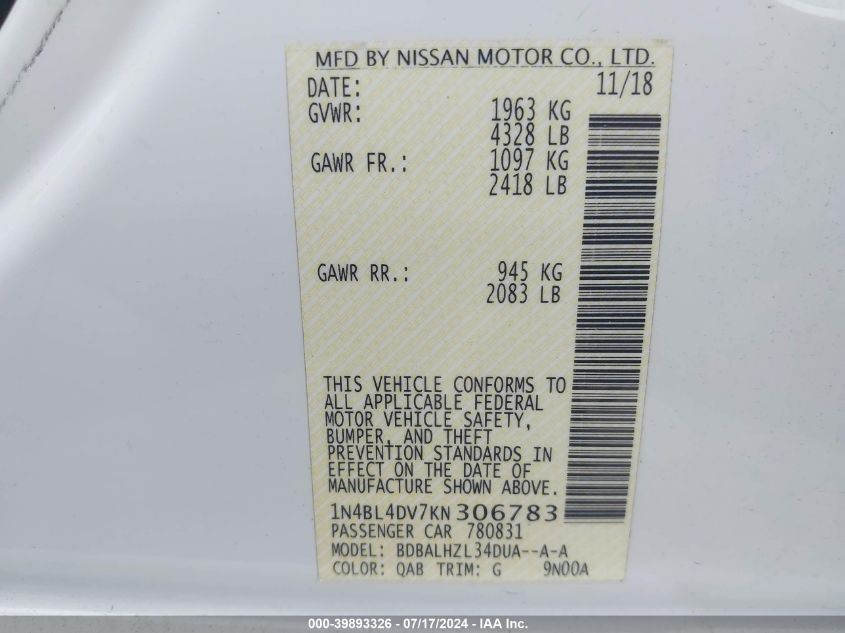 MFD BY NISSAN MOTOR CO., LTD.
DATE: 11/18
GVWR: 1963 KG
4328 LB
GAWR FR.: 1097 KG
2418 LB
GAWR RR.: 945 KG
2083 LB
THIS VEHICLE CONFORMS TO
ALL APPLICABLE FEDERAL
MOTOR VEHICLE SAFETY,
BUMPER, AND THEFT
PREVENTION STANDARDS IN
EFFECT ON THE DATE OF
MANUFACTURE SHOWN ABOVE.
1N4BL4DV7KN306783
PASSENGER CAR 780831
MODEL: BDBALHZL34DUA--A-A
COLOR: QAB TRIM: G 9N00A
000-39893326 - 07/17/2024 - IAA Inc.